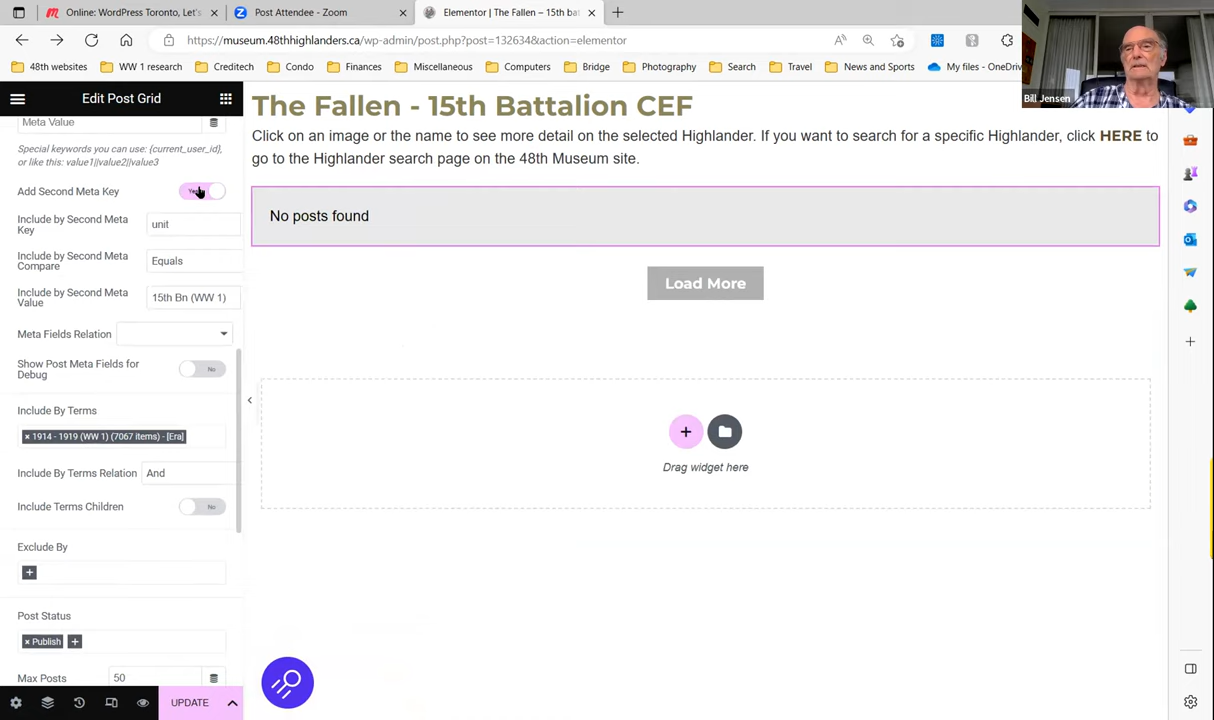 Online: WordPress Toronto, Let's
Post Attendee - Zoom
Elementor | The Fallen – 15th bat
https://museum.48thhighlanders.ca/wp-admin/post.php?post=132634&action=elementor
48th websites
WW 1 research
Creditech
Condo
Finances
Miscellaneous
Computers
Bridge
Photography
Search
Travel
News and Sports
My files - OneDriv
Bill Jensen
Edit Post Grid
Meta Value
Special keywords you can use: {current_user_id},
or like this: value1||value2||value3
Add Second Meta Key
Include by Second Meta
Key
unit
Include by Second Meta
Compare
Equals
Include by Second Meta
Value
15th Bn (WW 1)
Meta Fields Relation
Show Post Meta Fields for
Debug
No
Include By Terms
× 1914 - 1919 (WW 1) (7067 items) - [Era]
Include By Terms Relation
And
Include Terms Children
No
Exclude By
+
Post Status
× Publish +
Max Posts
50
UPDATE
The Fallen - 15th Battalion CEF
Click on an image or the name to see more detail on the selected Highlander. If you want to search for a specific Highlander, click HERE to
go to the Highlander search page on the 48th Museum site.
No posts found
Load More
Drag widget here